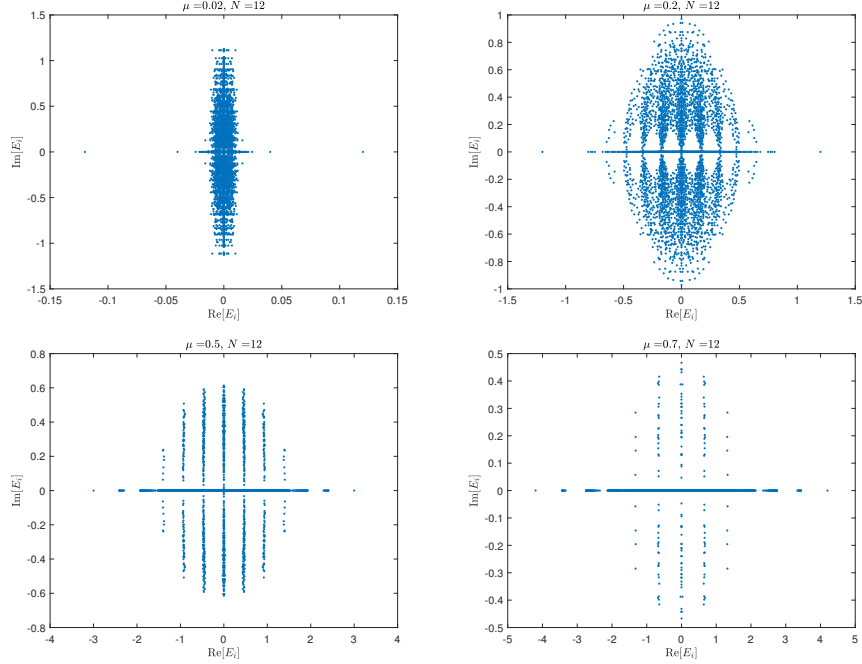 μ =0.02, N =12
1.5
1
0.5
0
-0.5
-1
-1.5
Im[E_i]
-0.15 -0.1 -0.05 0 0.05 0.1 0.15
Re[E_i]
μ =0.2, N =12
1
0.8
0.6
0.4
0.2
0
-0.2
-0.4
-0.6
-0.8
-1
Im[E_i]
-1.5 -1 -0.5 0 0.5 1 1.5
Re[E_i]
μ =0.5, N =12
0.8
0.6
0.4
0.2
0
-0.2
-0.4
-0.6
-0.8
Im[E_i]
-4 -3 -2 -1 0 1 2 3 4
Re[E_i]
μ =0.7, N =12
0.5
0.4
0.3
0.2
0.1
0
-0.1
-0.2
-0.3
-0.4
-0.5
Im[E_i]
-5 -4 -3 -2 -1 0 1 2 3 4 5
Re[E_i]